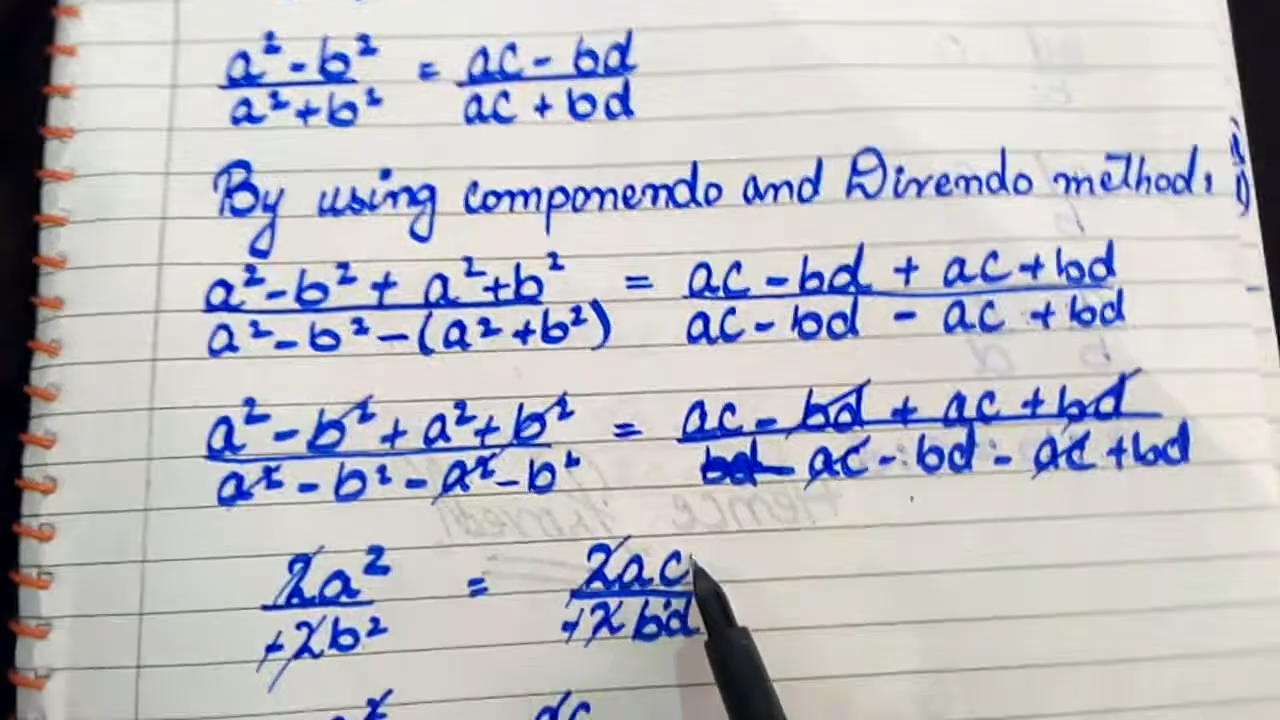 a² - b² / a² + b² = ac - bd / ac + bd
By using componendo and Direndo method,
a² - b² + a² + b² / a² - b² - (a² + b²) = ac - bd + ac + bd / ac - bd - ac + bd
a² - b² + a² + b² / a² - b² - a² - b² = ac - bd + ac + bd / bd - ac - bd - ac + bd
2a² / -2b² = 2ac / -2bd